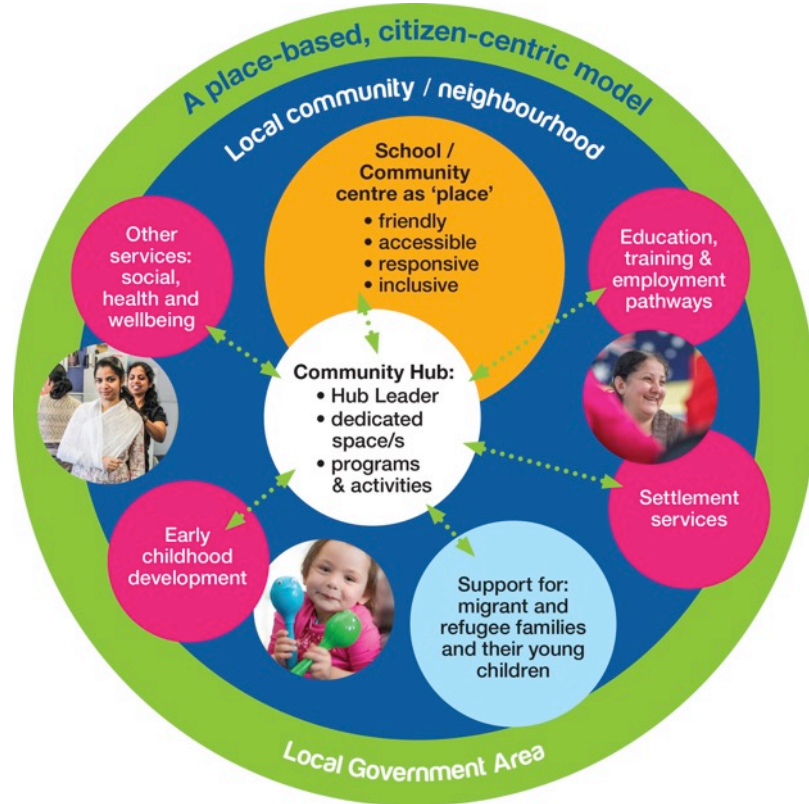 A place-based, citizen-centric model
Local community / neighbourhood
School /
Community
centre as ‘place’
• friendly
• accessible
• responsive
• inclusive
Other
services:
social,
health and
wellbeing
Education,
training &
employment
pathways
Community Hub:
• Hub Leader
• dedicated
space/s
• programs
& activities
Settlement
services
Early
childhood
development
Support for:
migrant and
refugee families
and their young
children
Local Government Area